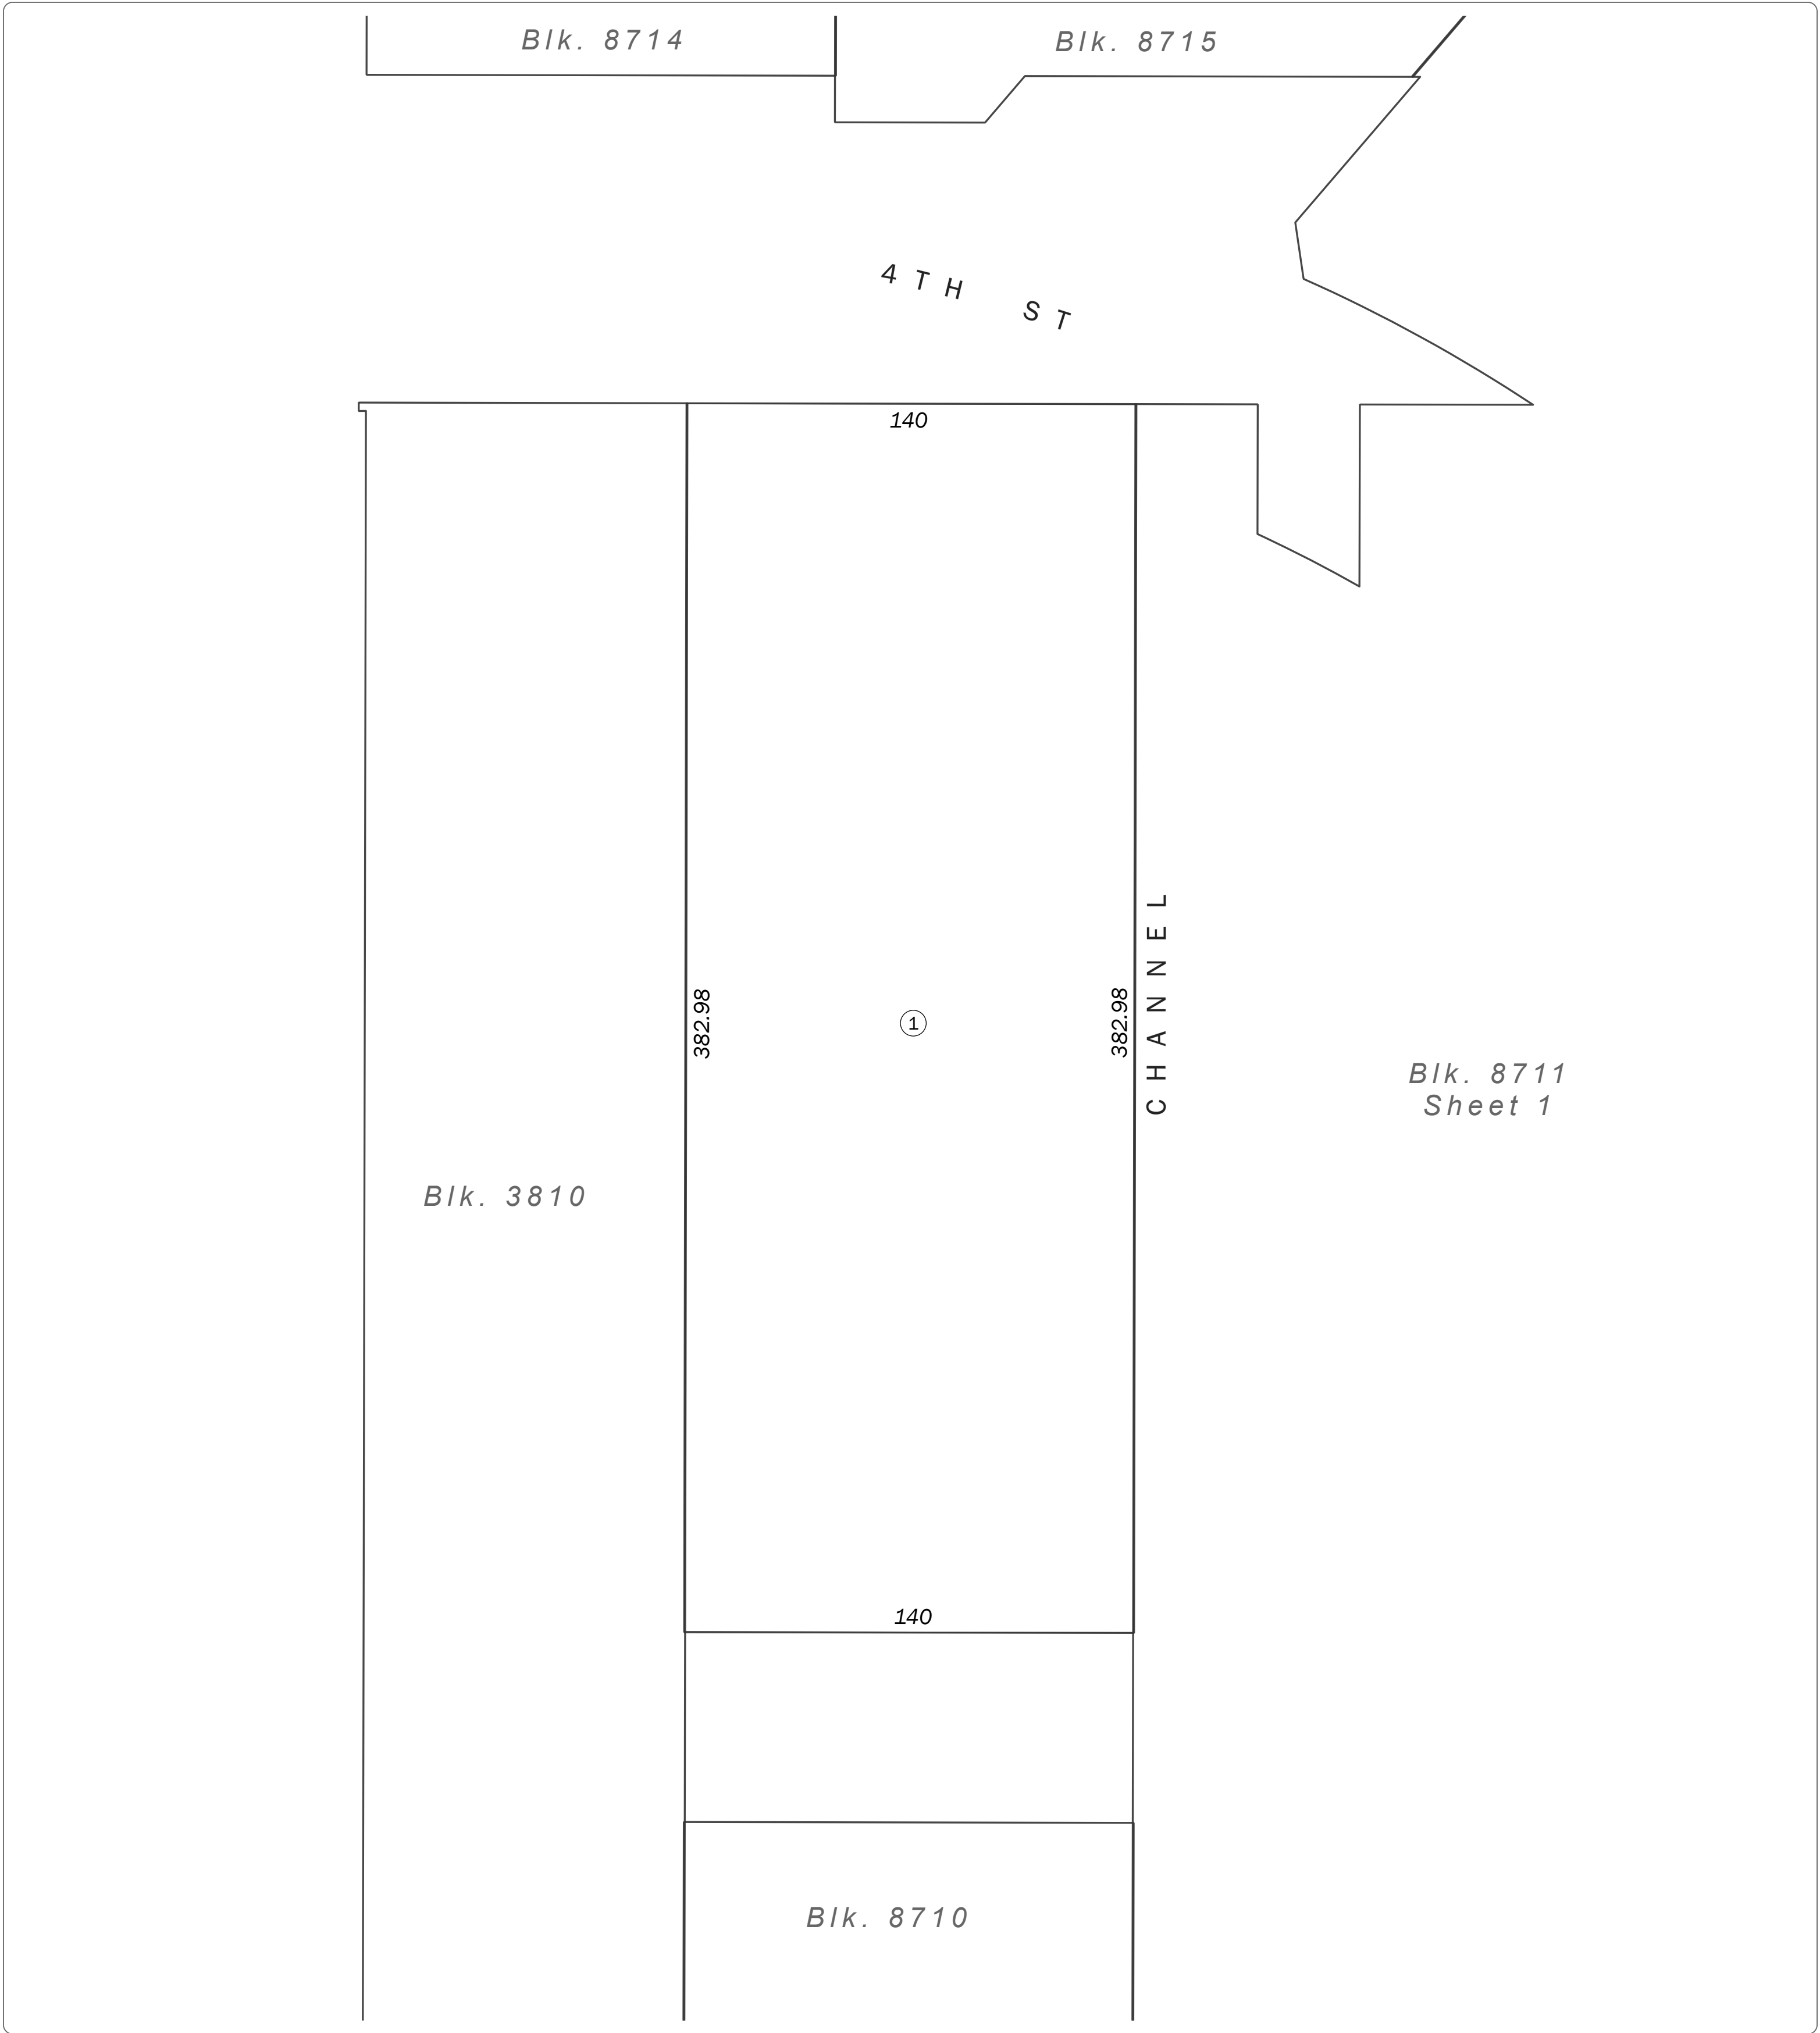 Blk. 8714
Blk. 8715
4TH ST
140
382.98
1
382.98
CHANNEL
Blk. 8711
Sheet 1
Blk. 3810
140
Blk. 8710